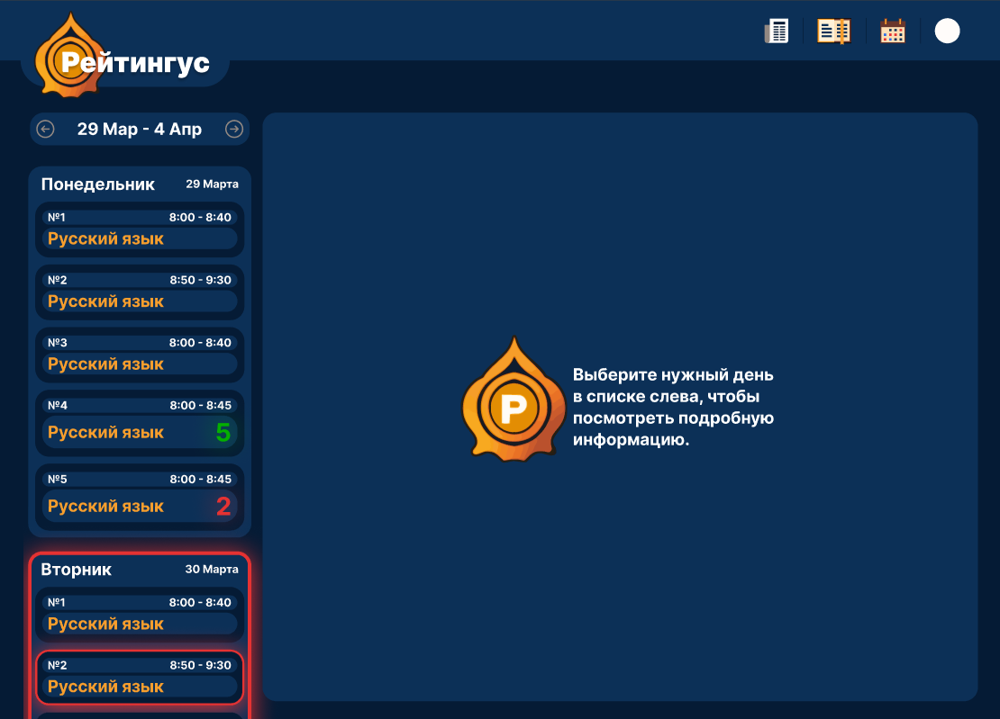 Рейтингус
29 Мар - 4 Апр
Понедельник 29 Марта
№1 8:00 - 8:40
Русский язык
№2 8:50 - 9:30
Русский язык
№3 8:00 - 8:40
Русский язык
№4 8:00 - 8:45
Русский язык 5
№5 8:00 - 8:45
Русский язык 2
Вторник 30 Марта
№1 8:00 - 8:40
Русский язык
№2 8:50 - 9:30
Русский язык
Р
Выберите нужный день
в списке слева, чтобы
посмотреть подробную
информацию.